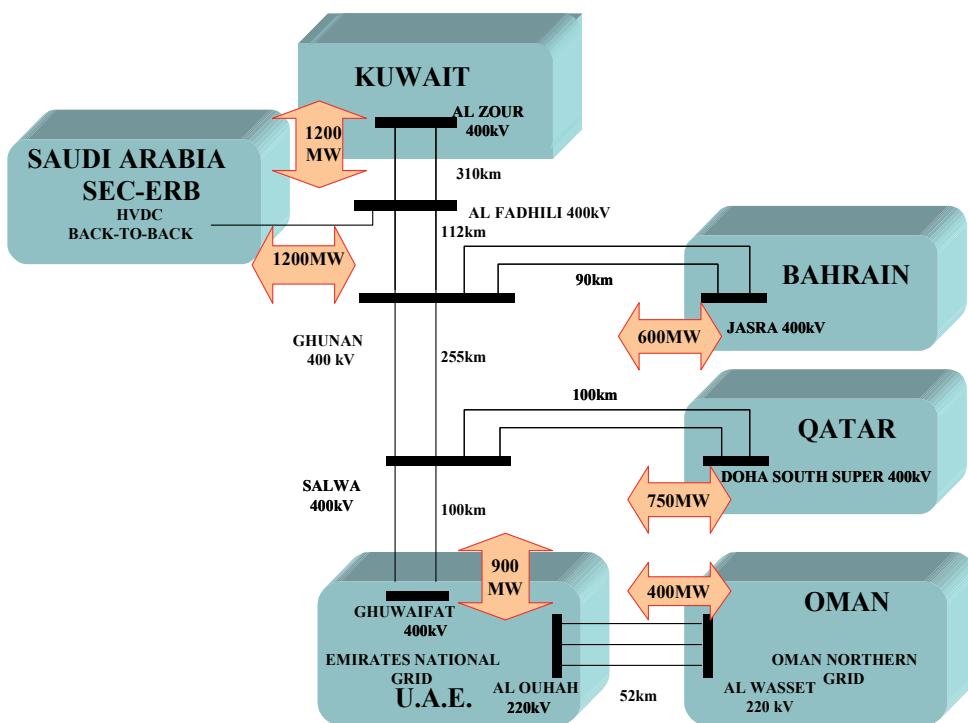 KUWAIT
AL ZOUR
400kV
1200
MW
SAUDI ARABIA
SEC-ERB
HVDC
BACK-TO-BACK
310km
AL FADHILI 400kV
112km
1200MW
BAHRAIN
90km
JASRA 400kV
600MW
GHUNAN
400 kV
255km
100km
QATAR
DOHA SOUTH SUPER 400kV
SALWA
400kV
100km
750MW
900
MW
400MW
OMAN
GHUWAIFAT
400kV
EMIRATES NATIONAL
GRID
U.A.E.
AL OUHAH
220kV
52km
OMAN NORTHERN
GRID
AL WASSET
220 kV